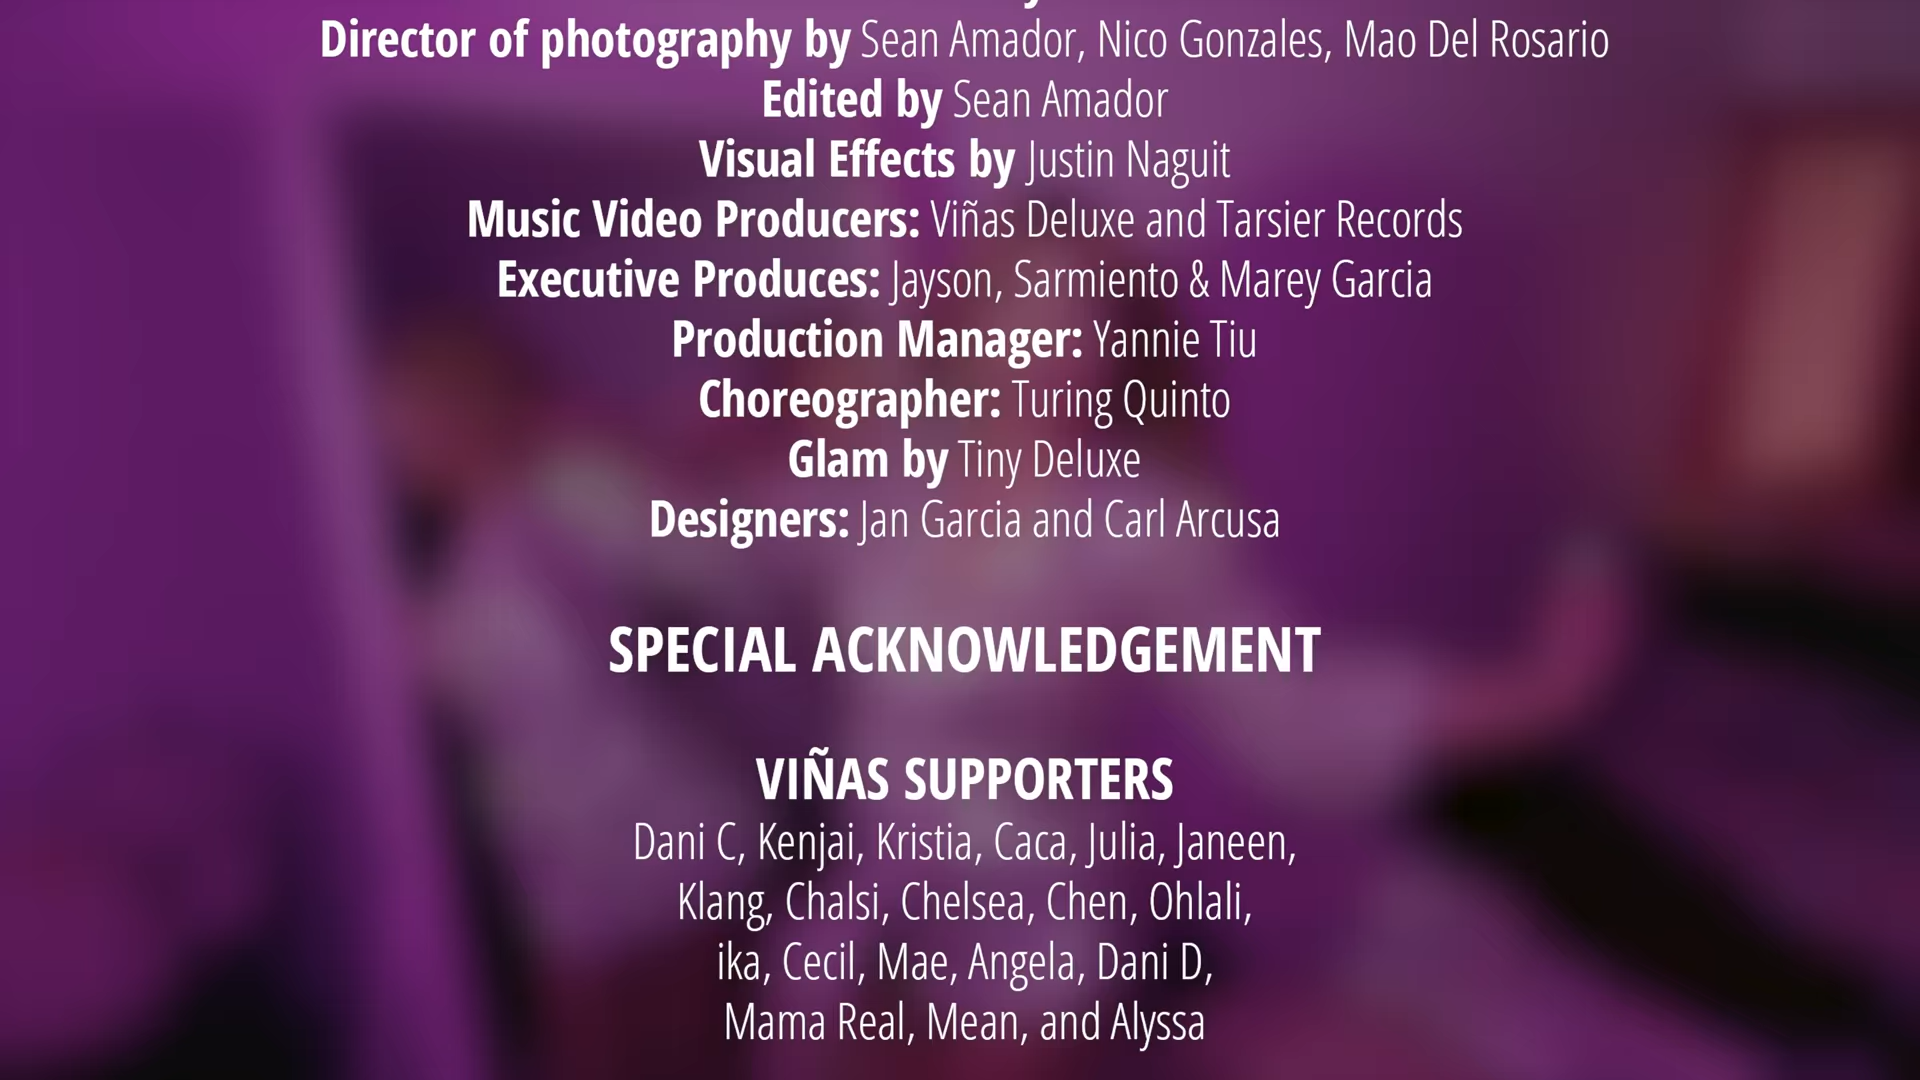 Director of photography by Sean Amador, Nico Gonzales, Mao Del Rosario
Edited by Sean Amador
Visual Effects by Justin Naguit
Music Video Producers: Viñas Deluxe and Tarsier Records
Executive Produces: Jayson, Sarmiento & Marey Garcia
Production Manager: Yannie Tiu
Choreographer: Turing Quinto
Glam by Tiny Deluxe
Designers: Jan Garcia and Carl Arcusa
SPECIAL ACKNOWLEDGEMENT
VIÑAS SUPPORTERS
Dani C, Kenjai, Kristia, Caca, Julia, Janeen,
Klang, Chalsi, Chelsea, Chen, Ohlali,
ika, Cecil, Mae, Angela, Dani D,
Mama Real, Mean, and Alyssa